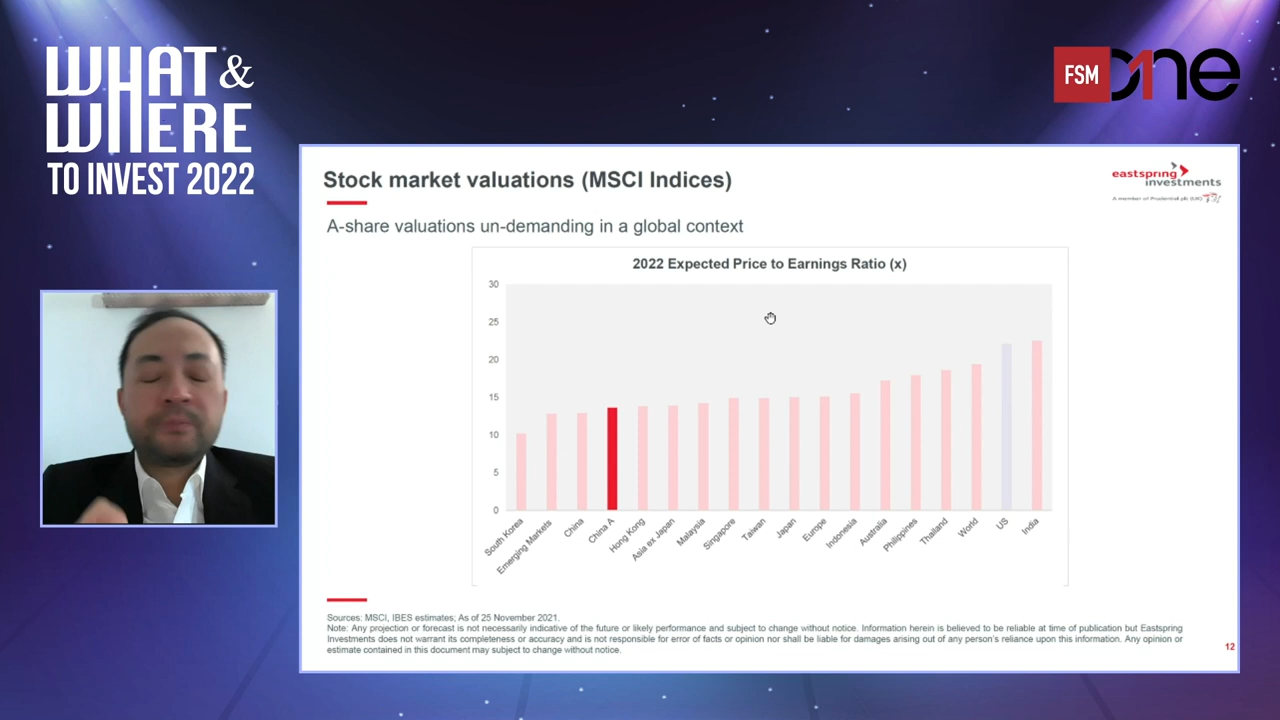 WHAT &
WHERE
TO INVEST 2022
FSM ONE
Stock market valuations (MSCI Indices)
eastspring
investments
A member of Prudential plc (UK)
A-share valuations un-demanding in a global context
2022 Expected Price to Earnings Ratio (x)
30
25
20
15
10
5
0
South Korea
Emerging Markets
China
China A
Hong Kong
Asia ex Japan
Malaysia
Singapore
Taiwan
Japan
Europe
Indonesia
Australia
Philippines
Thailand
World
US
India
Sources: MSCI, IBES estimates; As of 25 November 2021.
Note: Any projection or forecast is not necessarily indicative of the future or likely performance and subject to change without notice. Information herein is believed to be reliable at time of publication but Eastspring
Investments does not warrant its completeness or accuracy and is not responsible for error of facts or opinion nor shall be liable for damages arising out of any person's reliance upon this information. Any opinion or
estimate contained in this document may subject to change without notice.
12